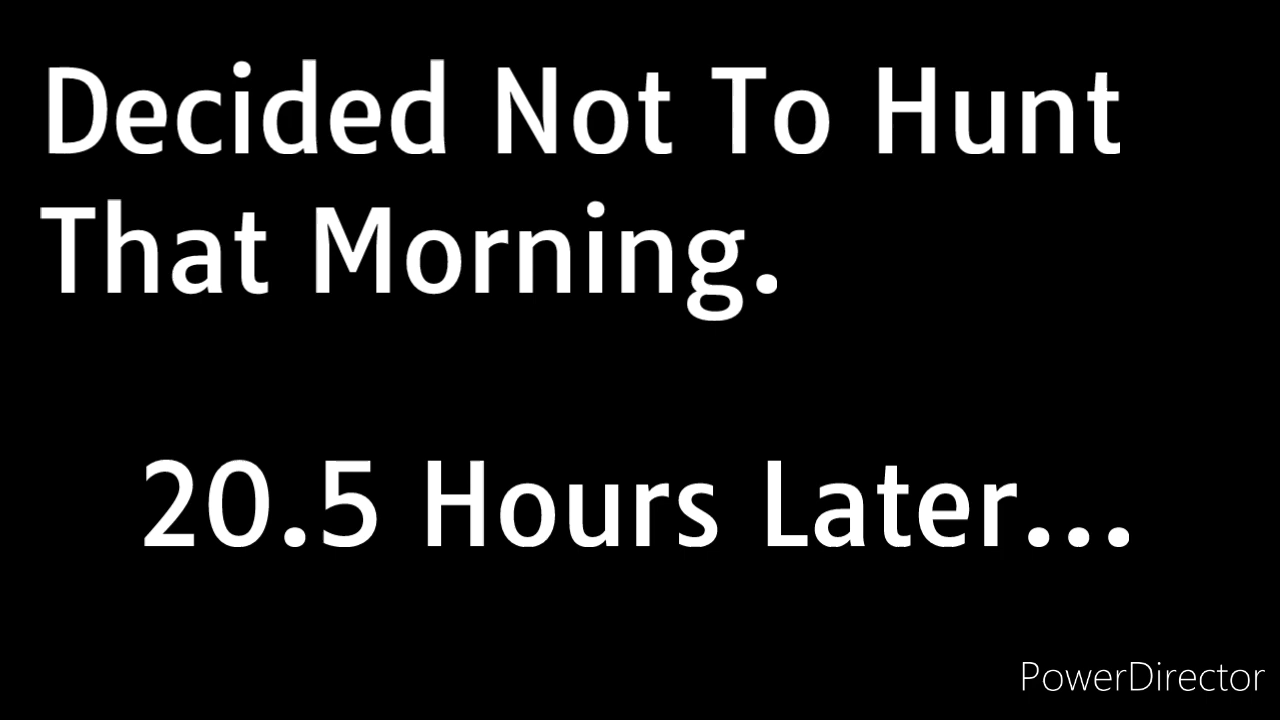 Decided Not To Hunt
That Morning.
20.5 Hours Later...
PowerDirector